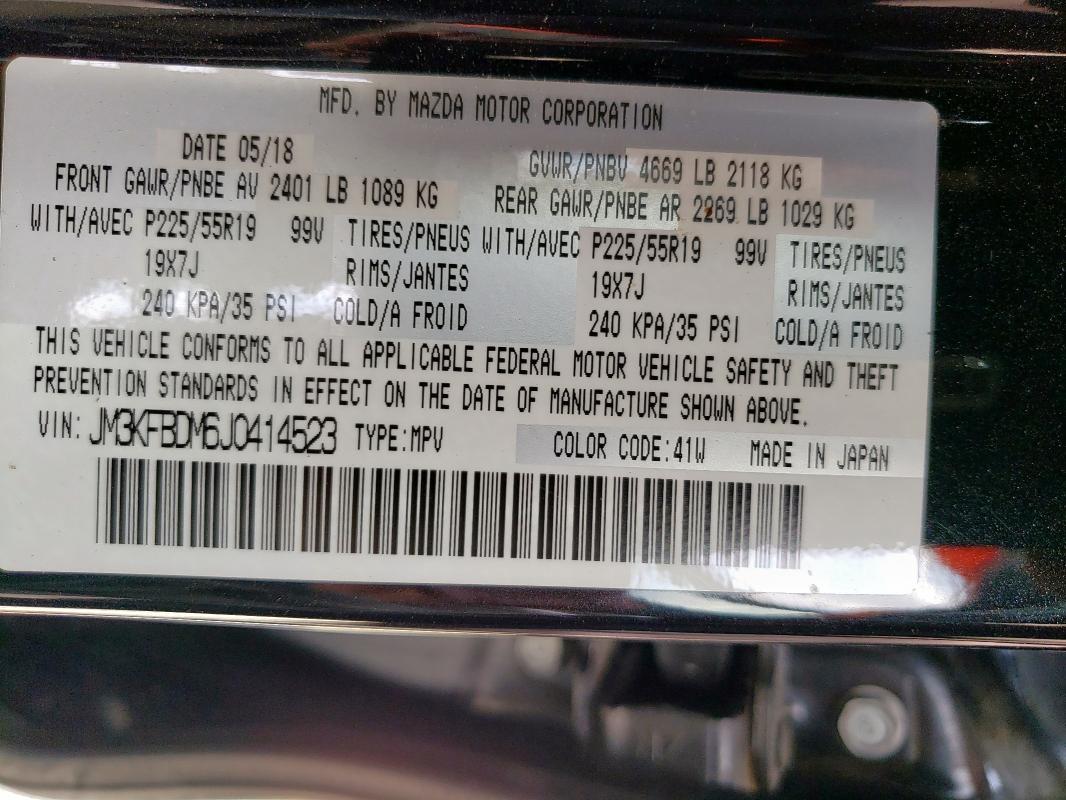 MFD. BY MAZDA MOTOR CORPORATION
DATE 05/18 GVWR/PNBV 4669 LB 2118 KG
FRONT GAWR/PNBE AV 2401 LB 1089 KG REAR GAWR/PNBE AR 2269 LB 1029 KG
WITH/AVEC P225/55R19 99V TIRES/PNEUS WITH/AVEC P225/55R19 99V TIRES/PNEUS
19X7J RIMS/JANTES 19X7J RIMS/JANTES
240 KPA/35 PSI COLD/A FROID 240 KPA/35 PSI COLD/A FROID
THIS VEHICLE CONFORMS TO ALL APPLICABLE FEDERAL MOTOR VEHICLE SAFETY AND THEFT
PREVENTION STANDARDS IN EFFECT ON THE DATE OF MANUFACTURE SHOWN ABOVE.
VIN: JM3KFBDM6J0414523 TYPE:MPV COLOR CODE:41W MADE IN JAPAN